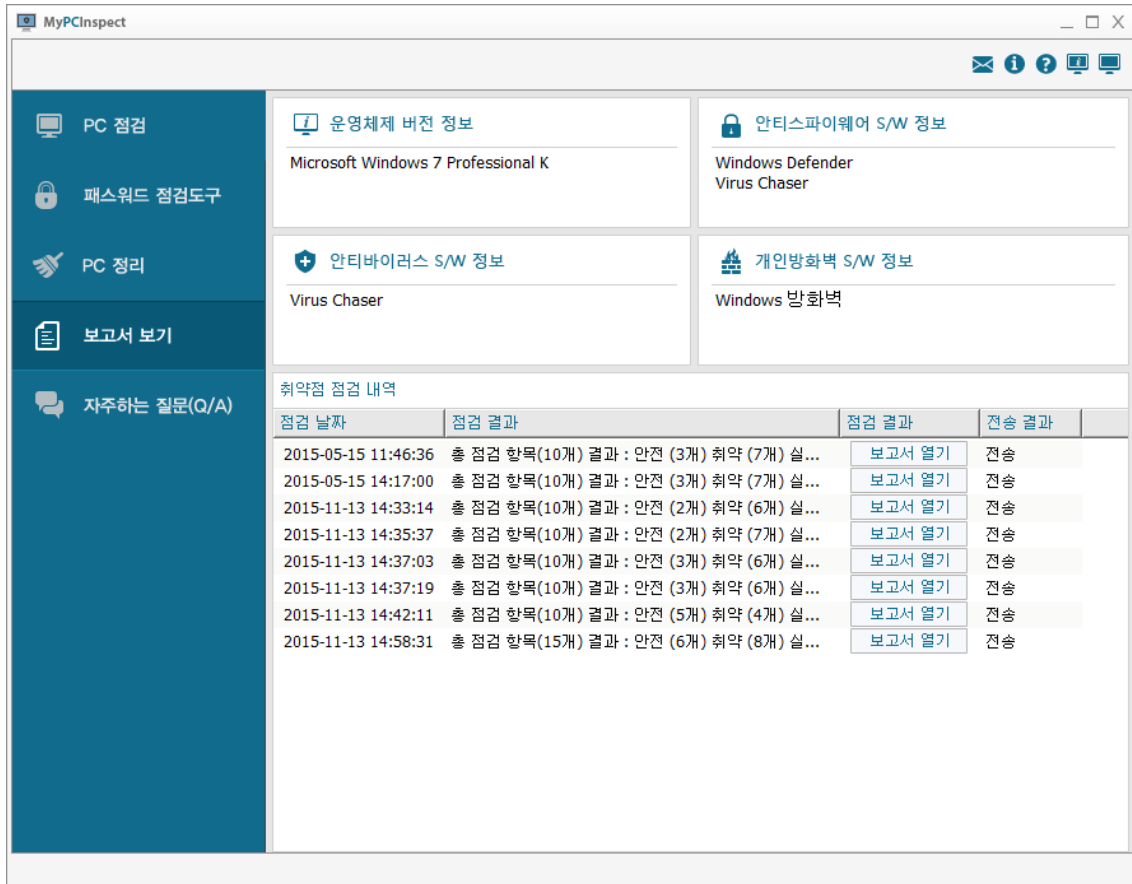 MyPCInspect
PC 점검
패스워드 점검도구
PC 정리
보고서 보기
자주하는 질문(Q/A)
운영체제 버전 정보
Microsoft Windows 7 Professional K
안티스파이웨어 S/W 정보
Windows Defender
Virus Chaser
안티바이러스 S/W 정보
Virus Chaser
개인방화벽 S/W 정보
Windows 방화벽
취약점 점검 내역
점검 날짜 점검 결과 점검 결과 전송 결과
2015-05-15 11:46:36 총 점검 항목(10개) 결과 : 안전 (3개) 취약 (7개) 실... 보고서 열기 전송
2015-05-15 14:17:00 총 점검 항목(10개) 결과 : 안전 (3개) 취약 (7개) 실... 보고서 열기 전송
2015-11-13 14:33:14 총 점검 항목(10개) 결과 : 안전 (2개) 취약 (6개) 실... 보고서 열기 전송
2015-11-13 14:35:37 총 점검 항목(10개) 결과 : 안전 (2개) 취약 (7개) 실... 보고서 열기 전송
2015-11-13 14:37:03 총 점검 항목(10개) 결과 : 안전 (3개) 취약 (6개) 실... 보고서 열기 전송
2015-11-13 14:37:19 총 점검 항목(10개) 결과 : 안전 (3개) 취약 (6개) 실... 보고서 열기 전송
2015-11-13 14:42:11 총 점검 항목(10개) 결과 : 안전 (5개) 취약 (4개) 실... 보고서 열기 전송
2015-11-13 14:58:31 총 점검 항목(15개) 결과 : 안전 (6개) 취약 (8개) 실... 보고서 열기 전송